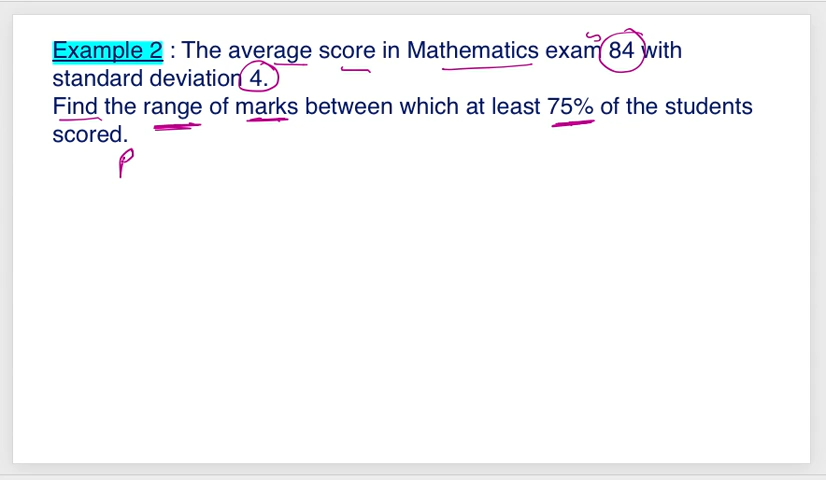 Example 2 : The average score in Mathematics exam 84 with
standard deviation 4.
Find the range of marks between which at least 75% of the students
scored.
P